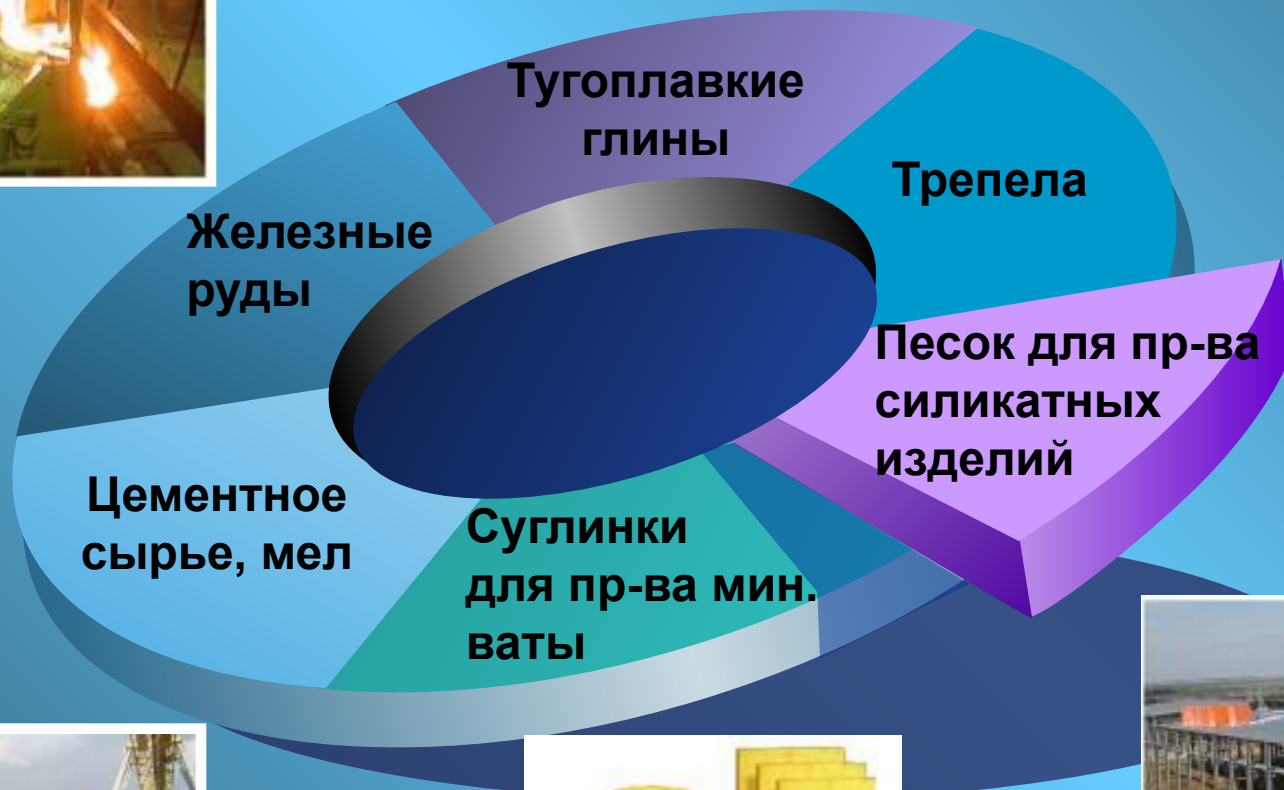 Тугоплавкие
глины
Трепела
Железные
руды
Песок для пр-ва
силикатных
изделий
Цементное
сырье, мел
Суглинки
для пр-ва мин.
ваты